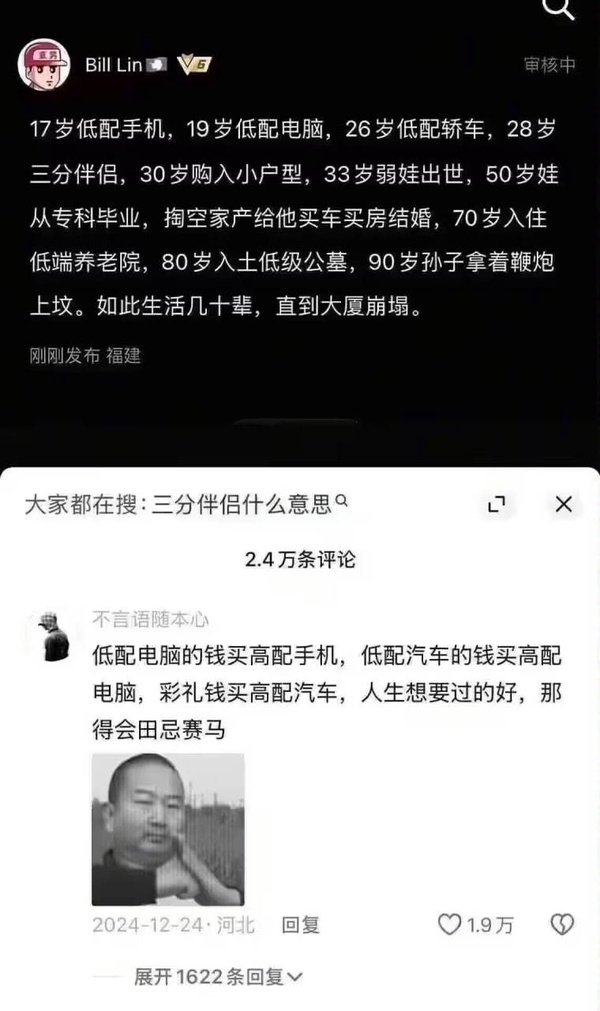 Bill Lin
6
审核中
17岁低配手机，19岁低配电脑，26岁低配轿车，28岁
三分伴侣，30岁购入小户型，33岁弱娃出世，50岁娃
从专科毕业，掏空家产给他买车买房结婚，70岁入住
低端养老院，80岁入土低级公墓，90岁孙子拿着鞭炮
上坟。如此生活几十辈，直到大厦崩塌。
刚刚发布 福建
大家都在搜：三分伴侣什么意思
2.4万条评论
不言语随本心
低配电脑的钱买高配手机，低配汽车的钱买高配
电脑，彩礼钱买高配汽车，人生想要过的好，那
得会田忌赛马
2024-12-24·河北 回复 1.9万
展开1622条回复